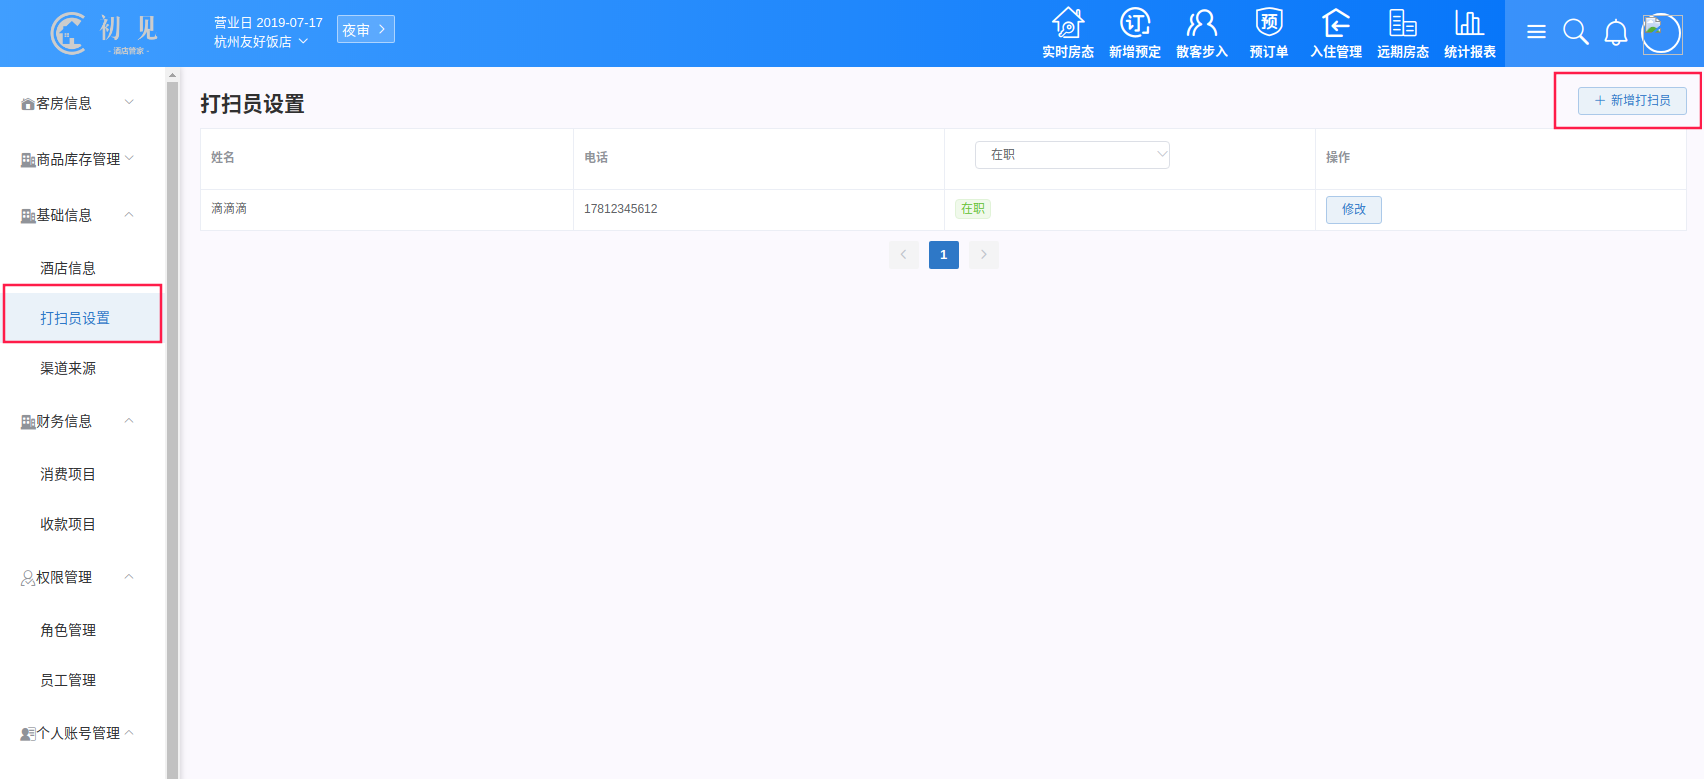 初 见
- 酒店管家 -
营业日 2019-07-17
杭州友好饭店
夜审
实时房态
订
新增预定
散客步入
预
预订单
入住管理
远期房态
统计报表
客房信息
商品库存管理
基础信息
酒店信息
打扫员设置
渠道来源
财务信息
消费项目
收款项目
权限管理
角色管理
员工管理
个人账号管理
打扫员设置
新增打扫员
姓名
电话
在职
操作
滴滴滴
17812345612
在职
修改
1